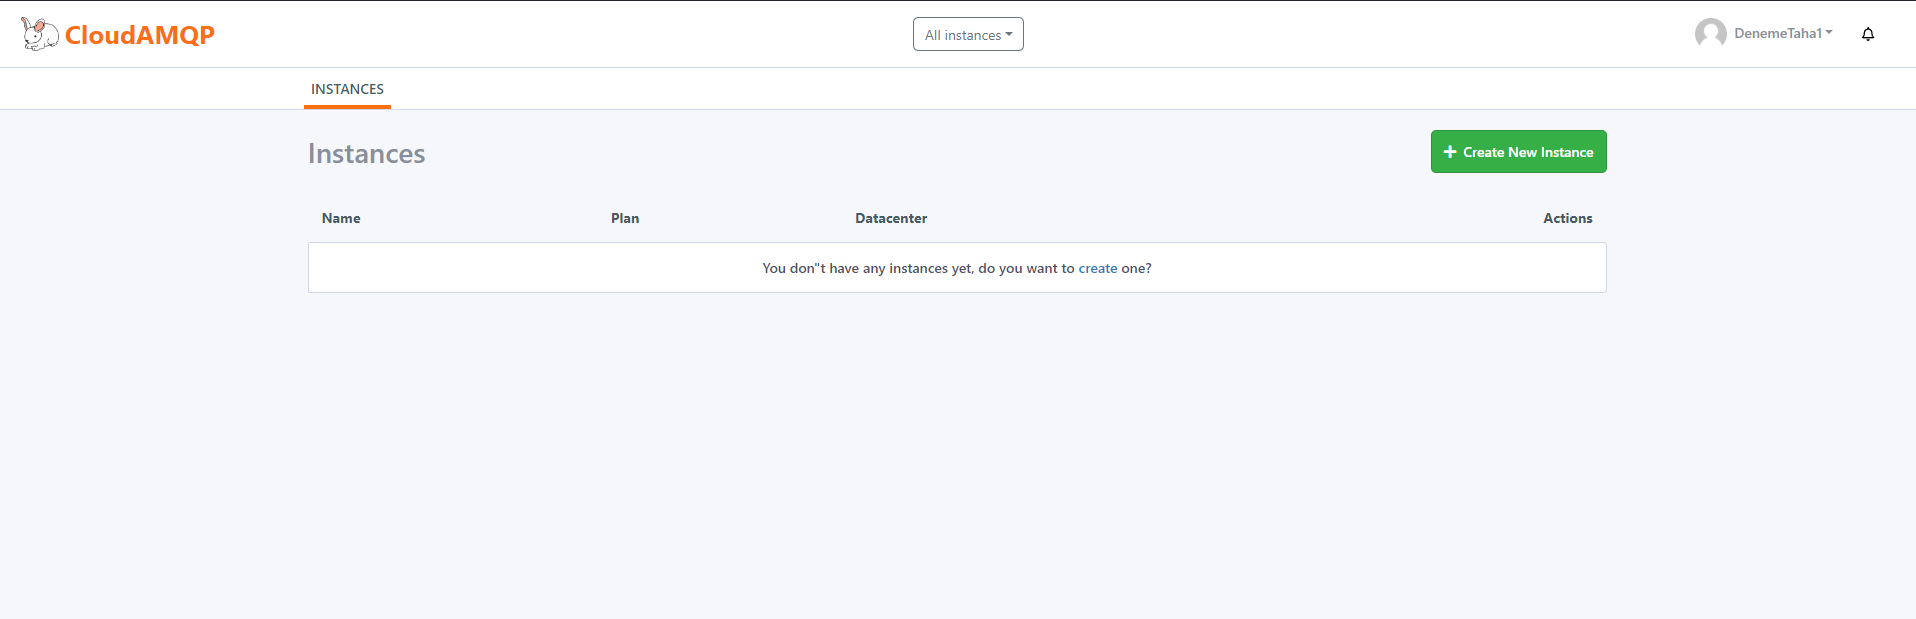 CloudAMQP
All instances
DenemeTaha1
INSTANCES
Instances
Create New Instance
Name Plan Datacenter Actions
You don"t have any instances yet, do you want to create one?